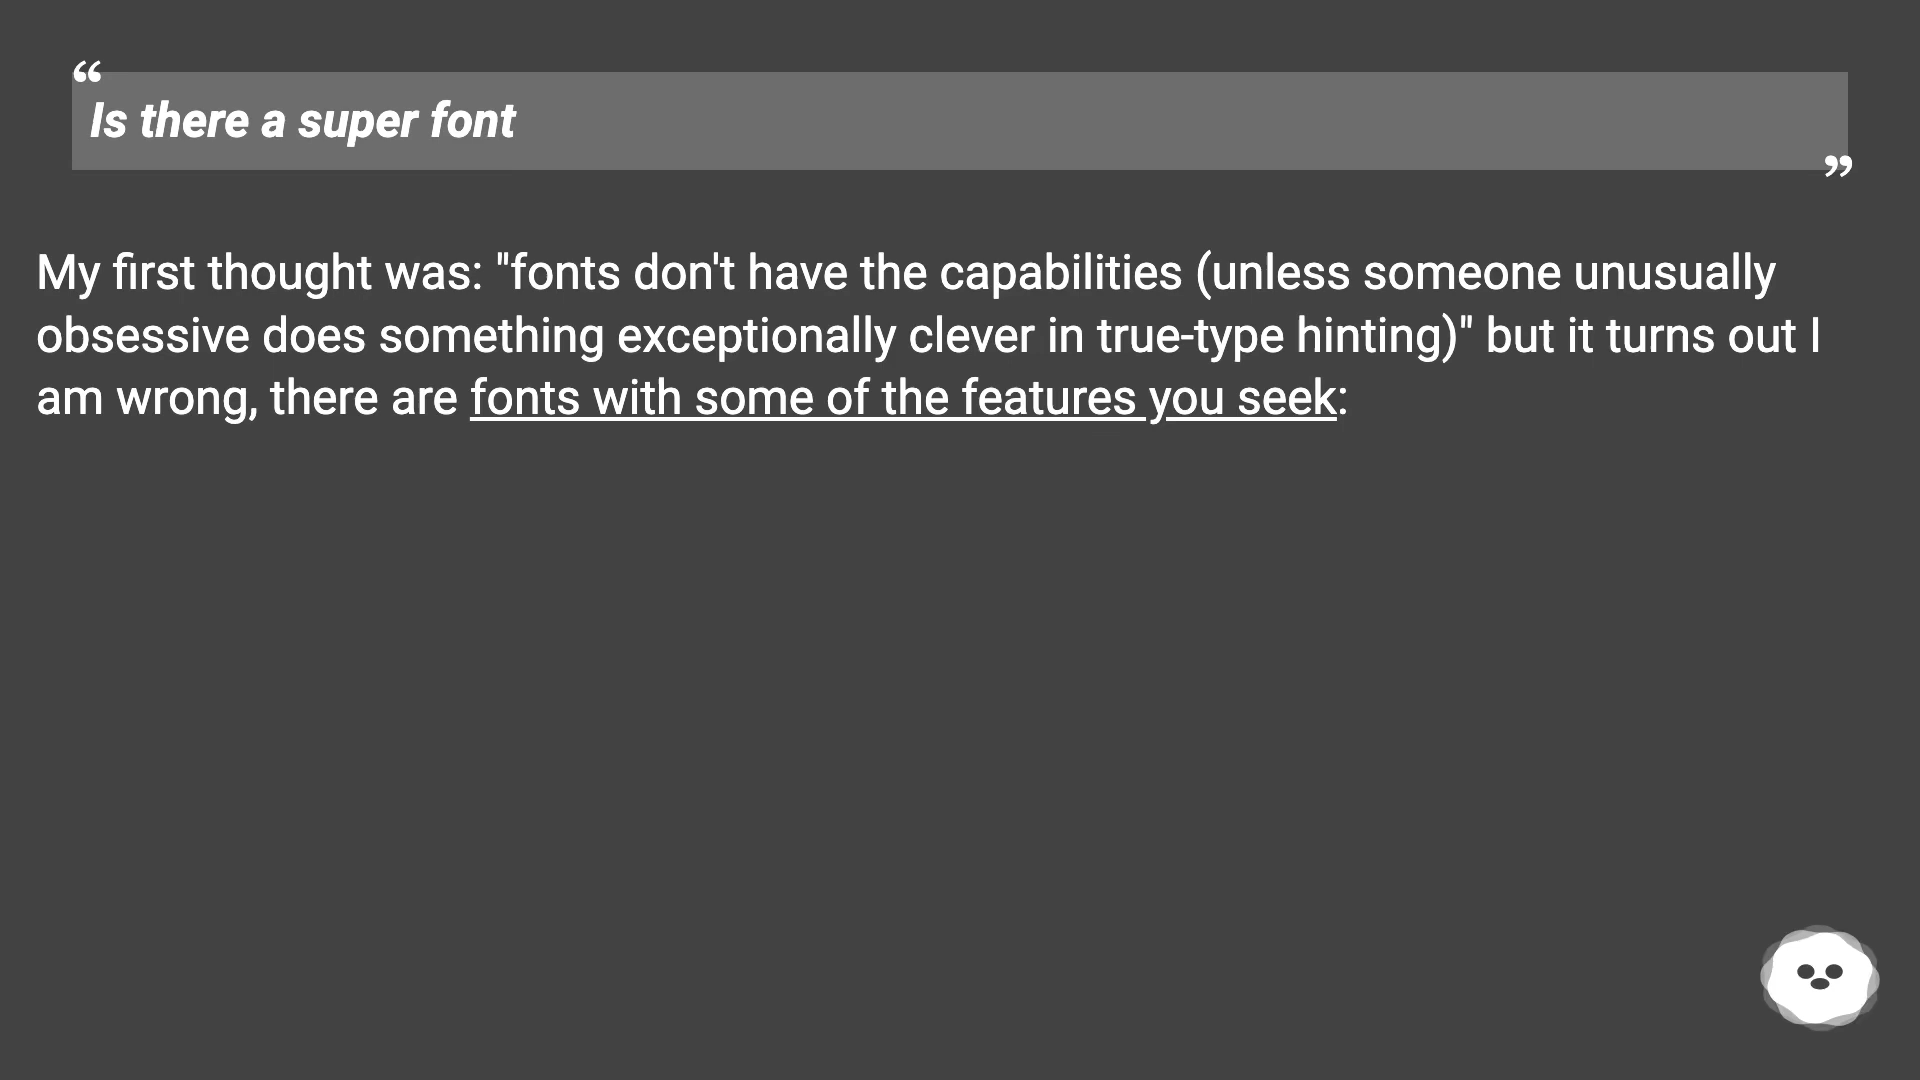 “
Is there a super font
”
My first thought was: "fonts don't have the capabilities (unless someone unusually
obsessive does something exceptionally clever in true-type hinting)" but it turns out I
am wrong, there are fonts with some of the features you seek: